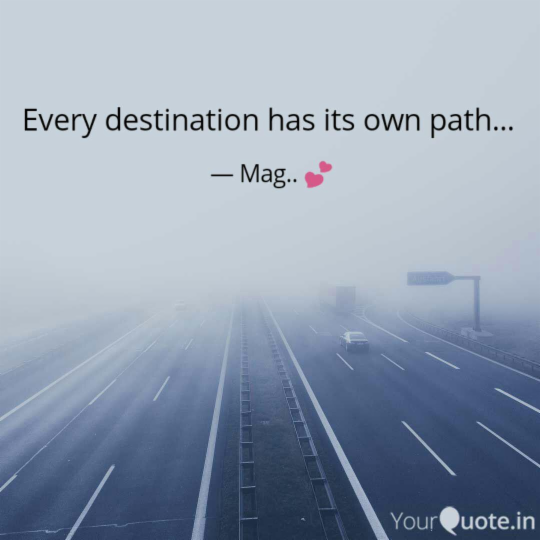 Every destination has its own path...
— Mag.. 💕
YourQuote.in